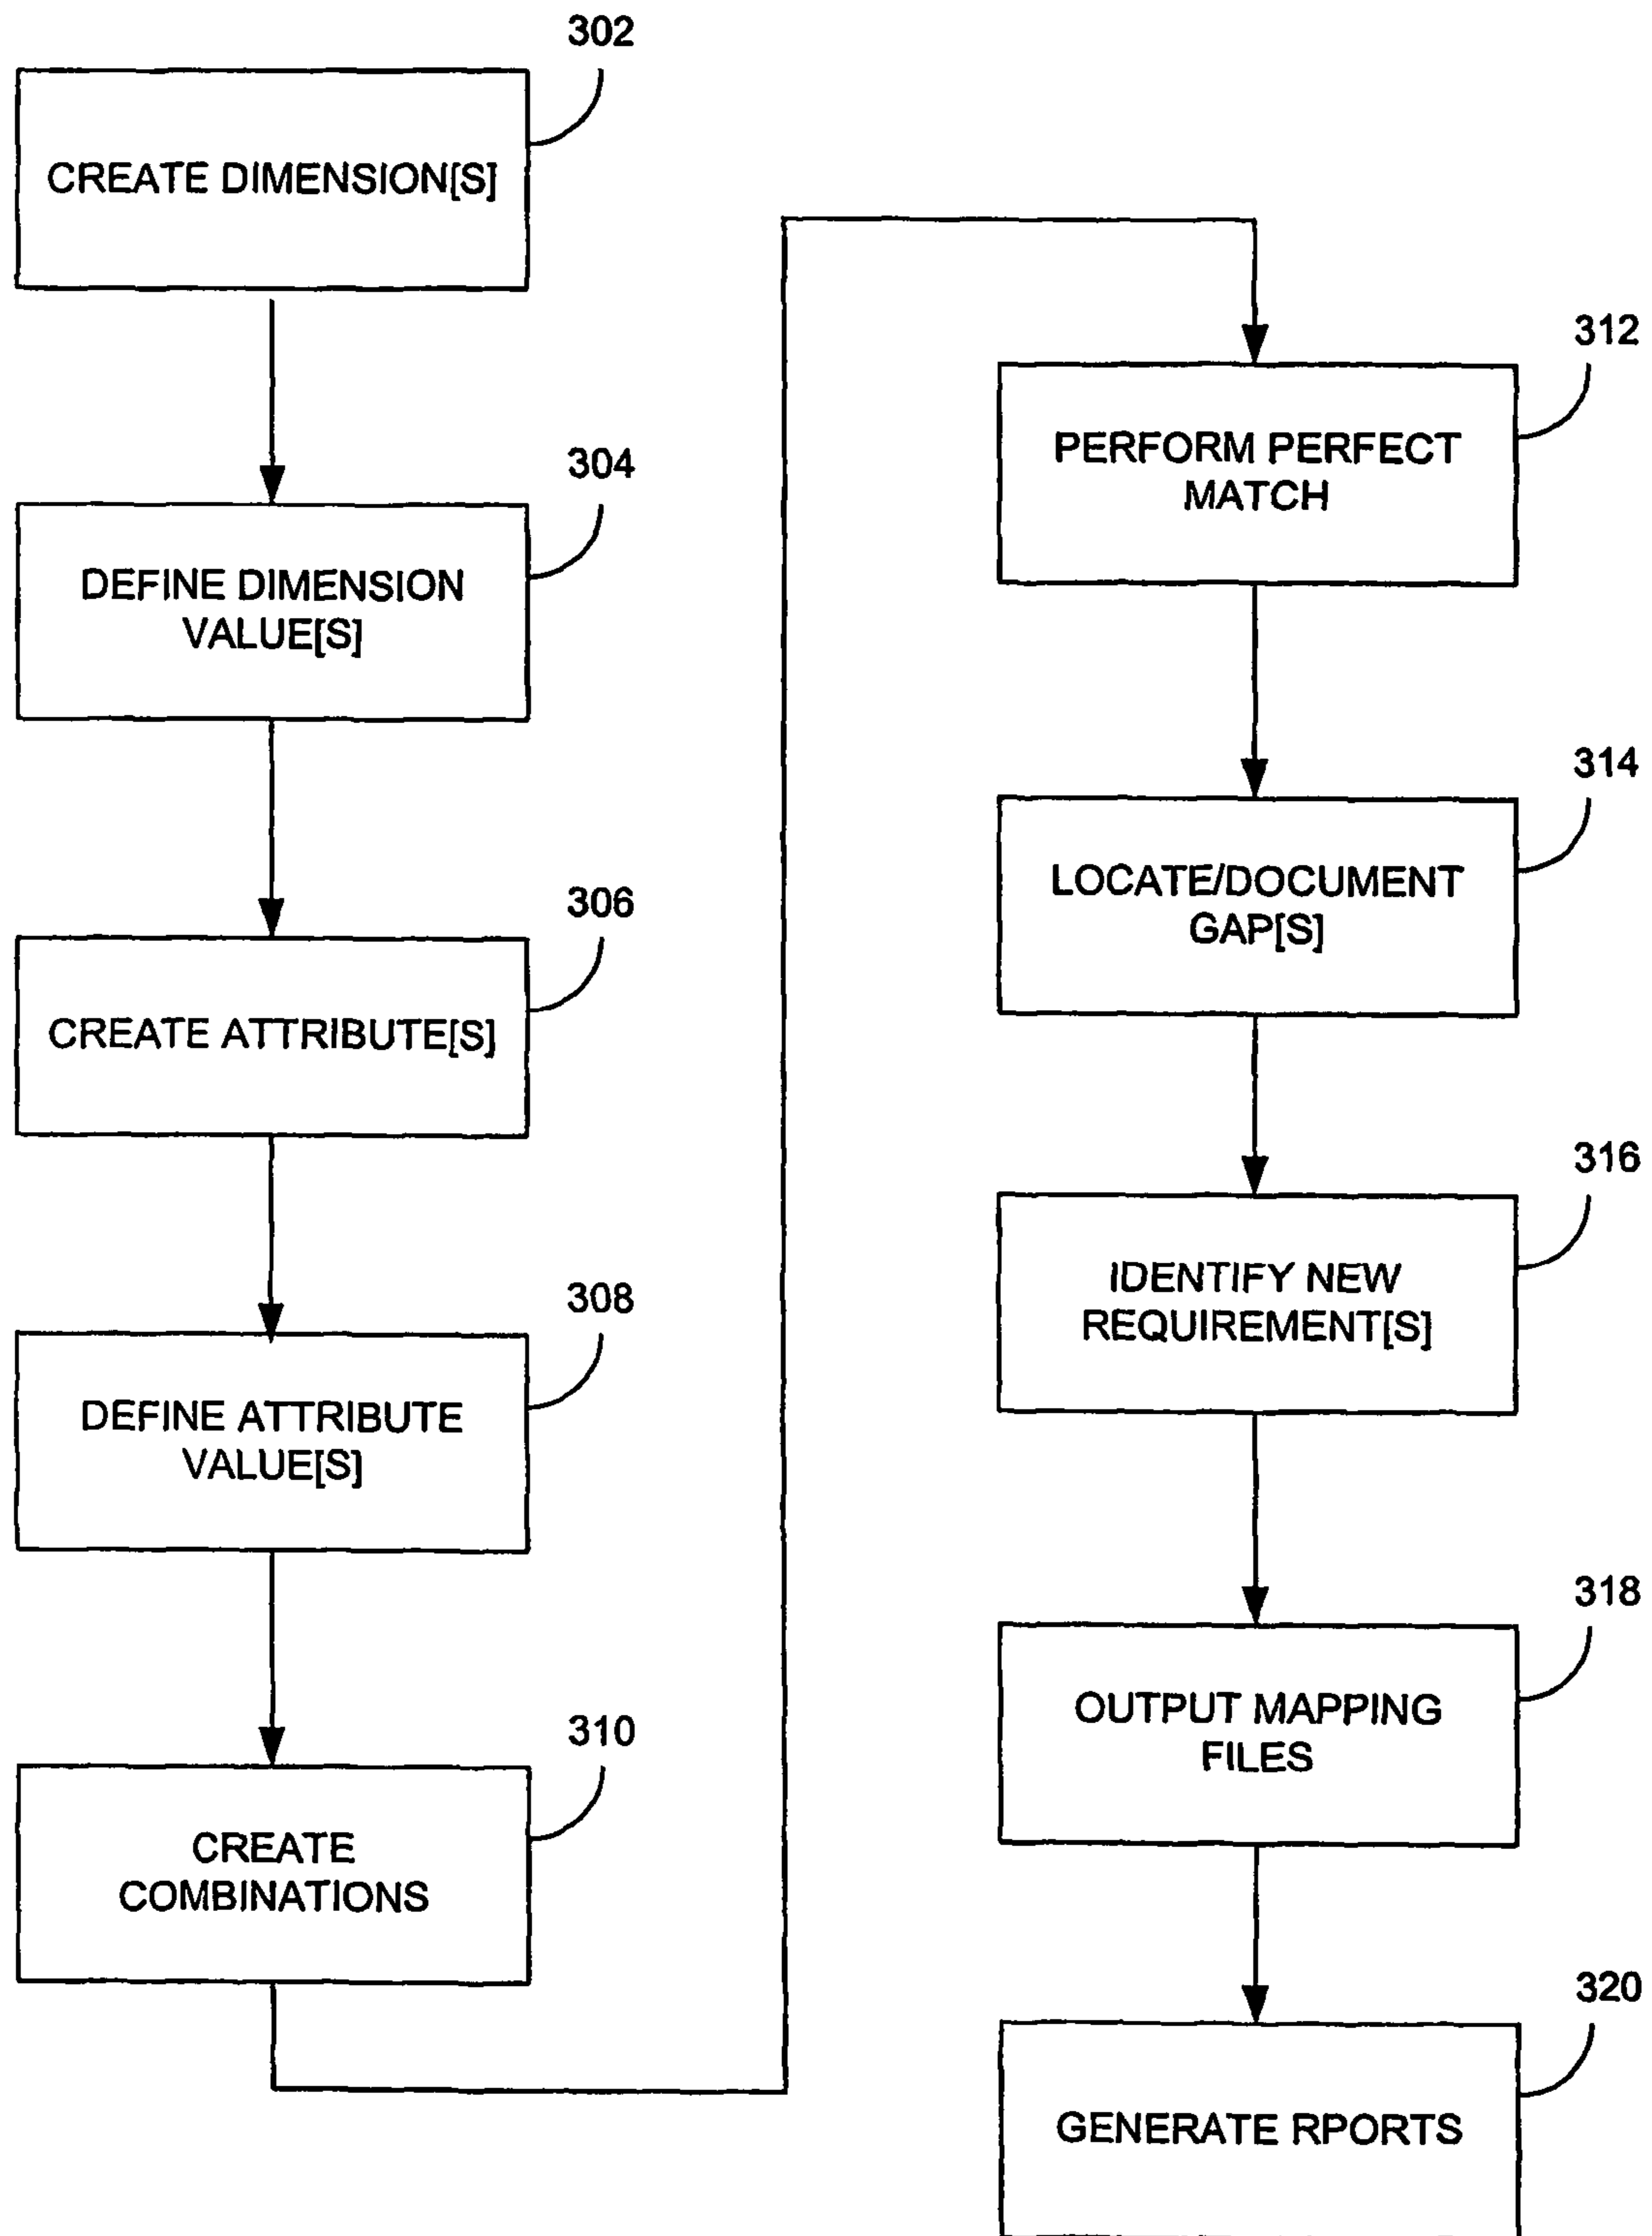 302
CREATE DIMENSION[S]
304
DEFINE DIMENSION
VALUE[S]
306
CREATE ATTRIBUTE[S]
308
DEFINE ATTRIBUTE
VALUE[S]
310
CREATE
COMBINATIONS
312
PERFORM PERFECT
MATCH
314
LOCATE/DOCUMENT
GAP[S]
316
IDENTIFY NEW
REQUIREMENT[S]
318
OUTPUT MAPPING
FILES
320
GENERATE RPORTS